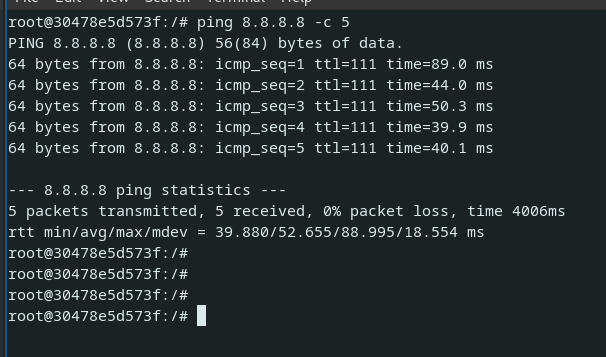 root@30478e5d573f:/# ping 8.8.8.8 -c 5
PING 8.8.8.8 (8.8.8.8) 56(84) bytes of data.
64 bytes from 8.8.8.8: icmp_seq=1 ttl=111 time=89.0 ms
64 bytes from 8.8.8.8: icmp_seq=2 ttl=111 time=44.0 ms
64 bytes from 8.8.8.8: icmp_seq=3 ttl=111 time=50.3 ms
64 bytes from 8.8.8.8: icmp_seq=4 ttl=111 time=39.9 ms
64 bytes from 8.8.8.8: icmp_seq=5 ttl=111 time=40.1 ms
--- 8.8.8.8 ping statistics ---
5 packets transmitted, 5 received, 0% packet loss, time 4006ms
rtt min/avg/max/mdev = 39.880/52.655/88.995/18.554 ms
root@30478e5d573f:/#
root@30478e5d573f:/#
root@30478e5d573f:/#
root@30478e5d573f:/#